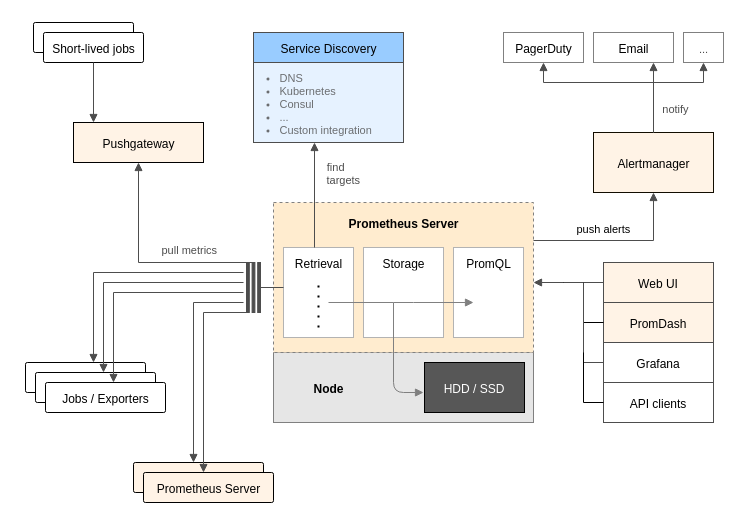 Short-lived jobs
Service Discovery
• DNS
• Kubernetes
• Consul
• ...
• Custom integration
PagerDuty
Email
...
notify
Pushgateway
Alertmanager
find
targets
pull metrics
Prometheus Server
push alerts
Retrieval
Storage
PromQL
Web UI
PromDash
Grafana
API clients
Jobs / Exporters
Node
HDD / SSD
Prometheus Server